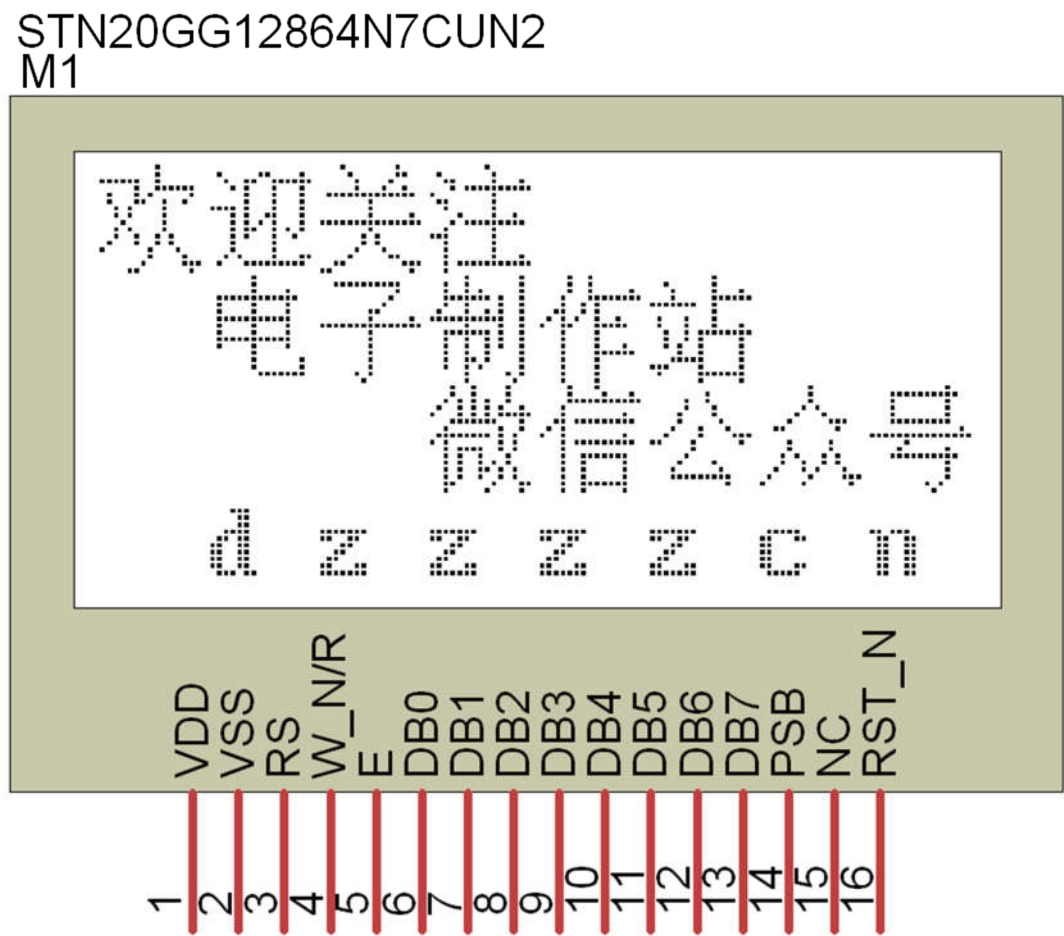 STN20GG12864N7CUN2
M1
欢迎关注
电子制作站
微信公众号
d z z z z c n
VDD VSS RS W_N/R E DB0 DB1 DB2 DB3 DB4 DB5 DB6 DB7 PSB NC RST_N
1 2 3 4 5 6 7 8 9 10 11 12 13 14 15 16